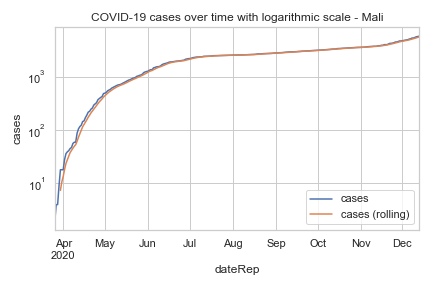 COVID-19 cases over time with logarithmic scale - Mali
cases
10³
10²
10¹
cases
cases (rolling)
Apr May Jun Jul Aug Sep Oct Nov Dec
2020
dateRep